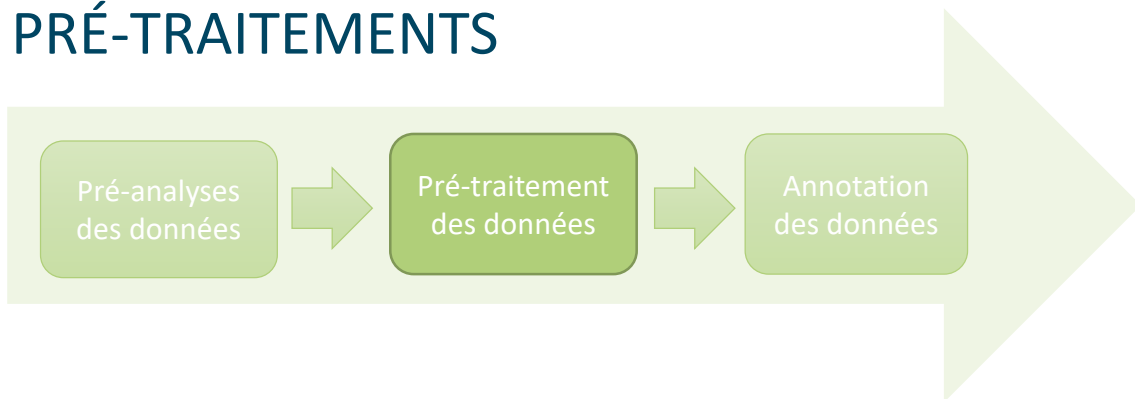 PRÉ-TRAITEMENTS
Pré-analyses
des données
Pré-traitement
des données
Annotation
des données